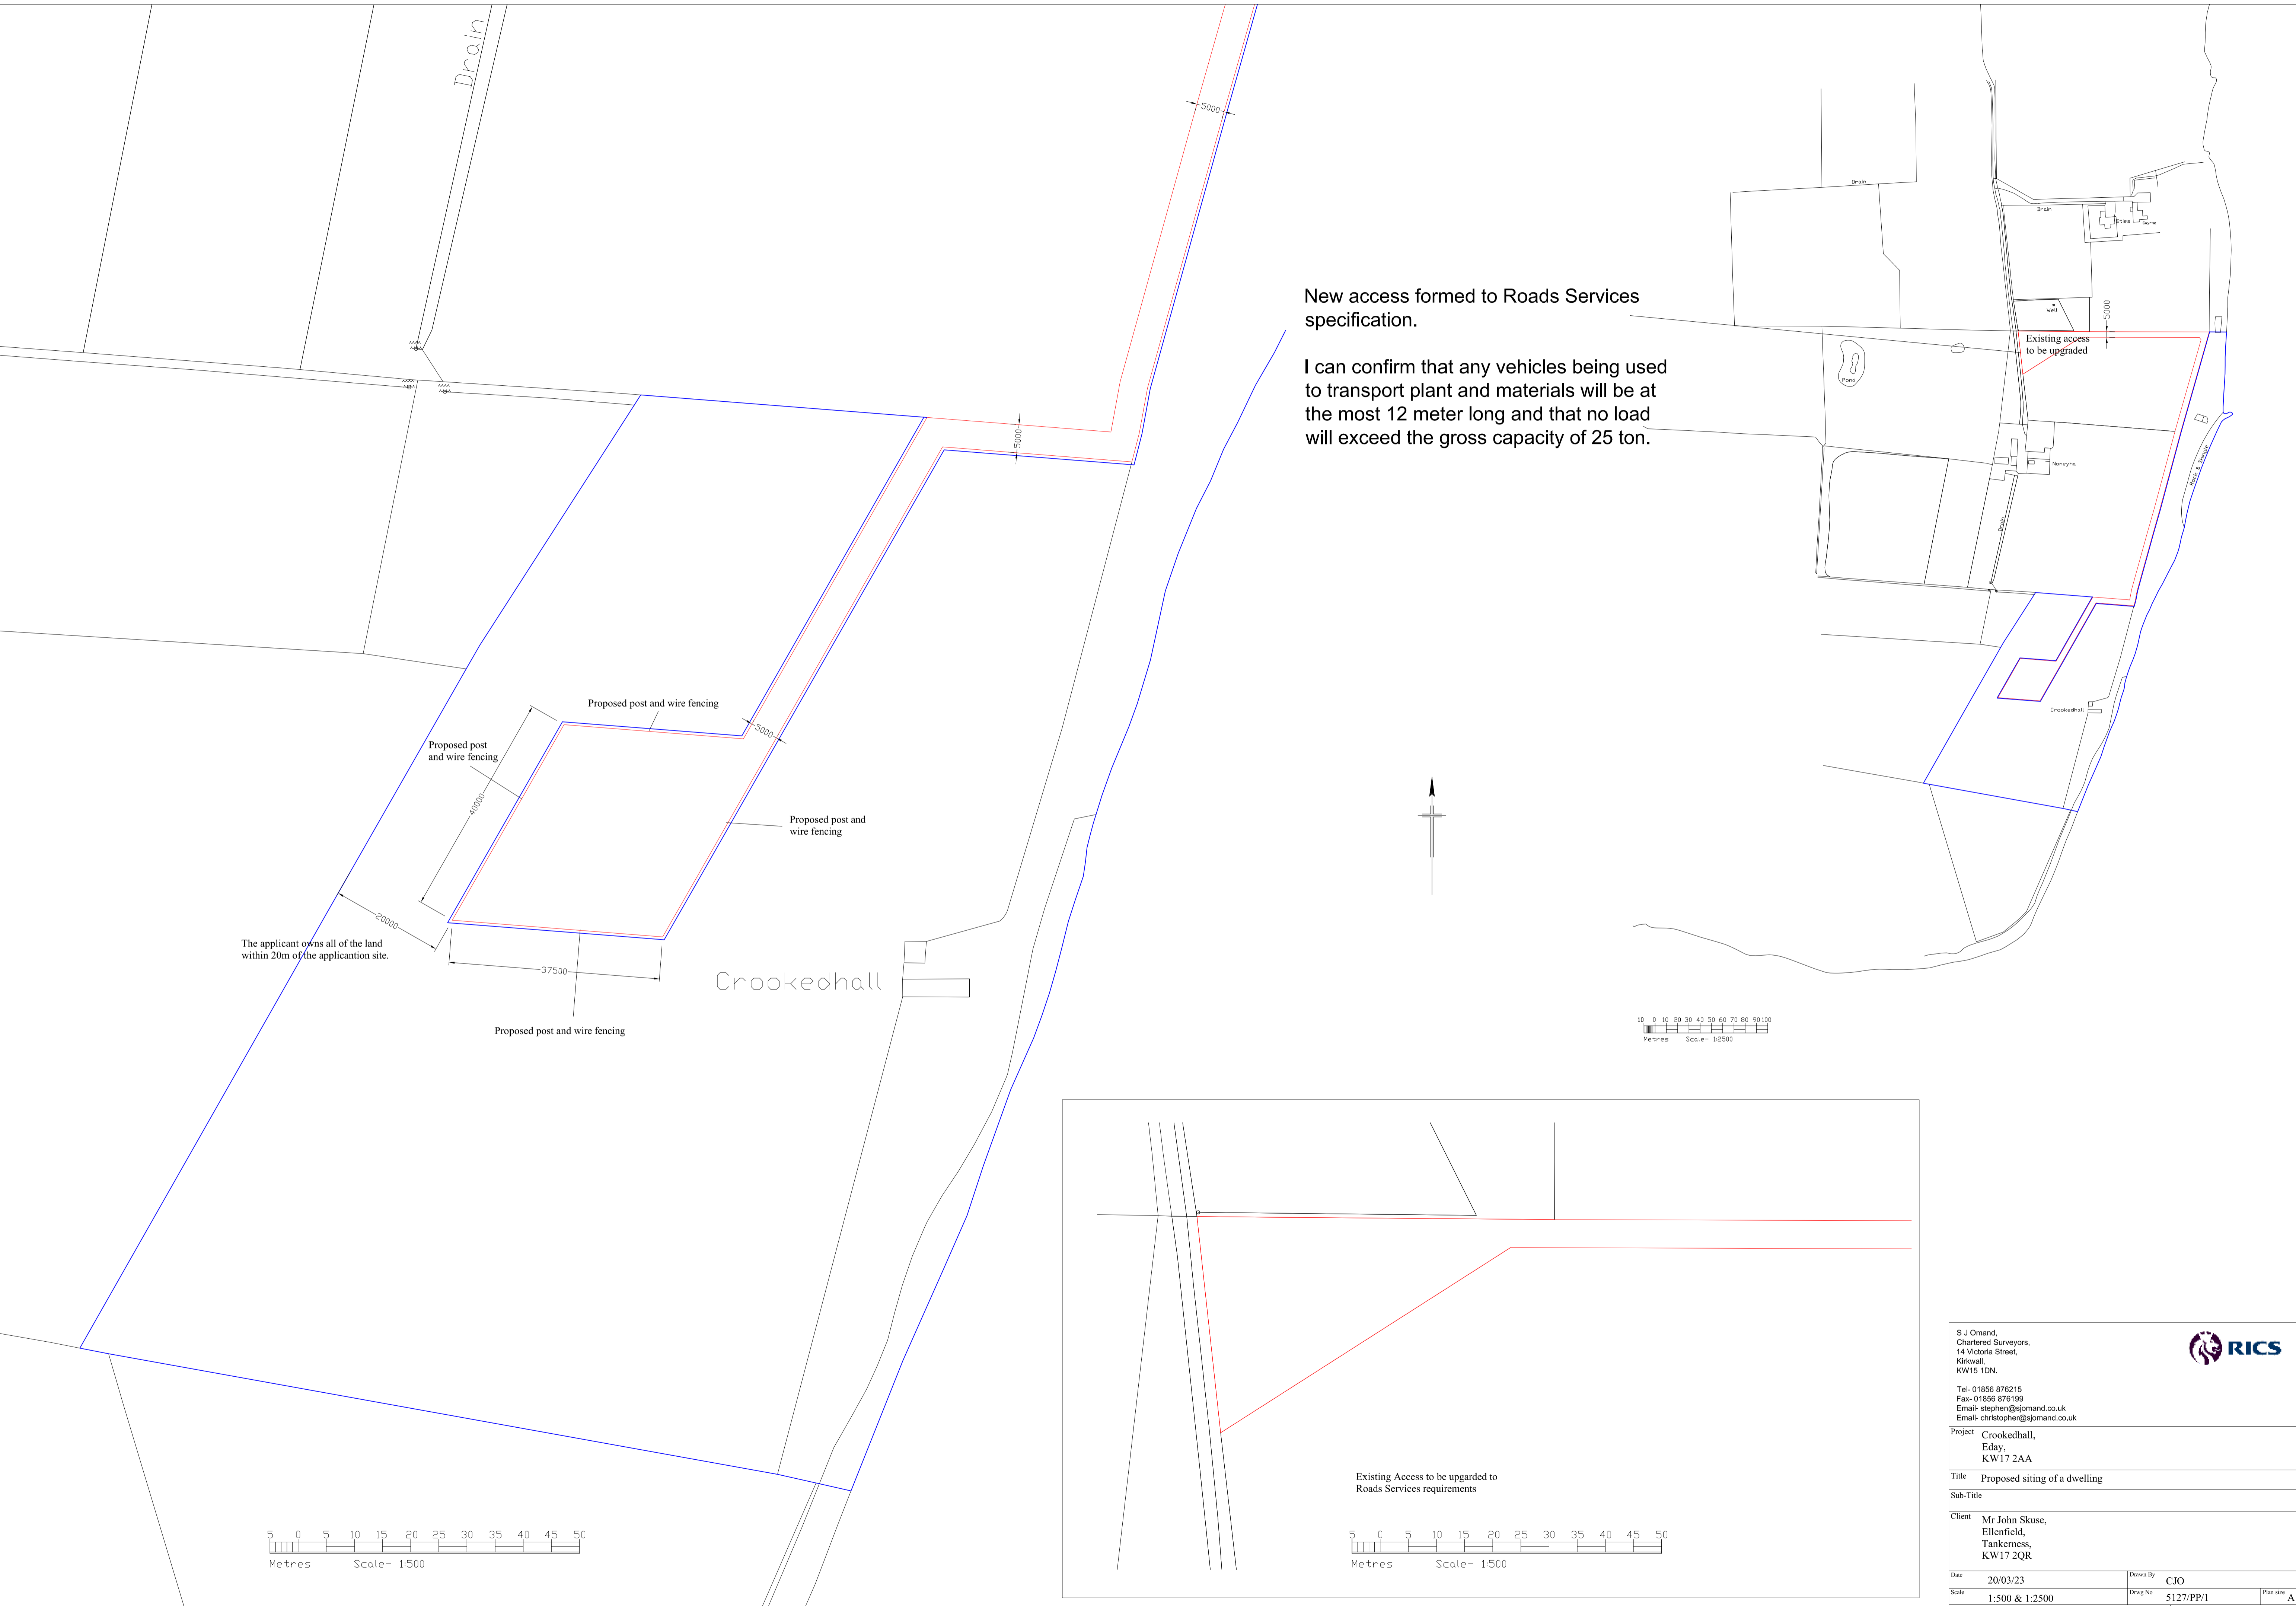 Drain
5000
New access formed to Roads Services
specification.
I can confirm that any vehicles being used
to transport plant and materials will be at
the most 12 meter long and that no load
will exceed the gross capacity of 25 ton.
5000
Proposed post and wire fencing
Proposed post
and wire fencing
5000
40000
Proposed post and
wire fencing
20000
The applicant owns all of the land
within 20m of the applicantion site.
37500
Crookedhall
Proposed post and wire fencing
5 0 5 10 15 20 25 30 35 40 45 50
Metres Scale- 1:500
Drain
Drain
Sties
Well
5000
Existing access
to be upgraded
Pond
Noneyha
Rock & Shingle
Drain
Crookedhall
10 0 10 20 30 40 50 60 70 80 90 100
Metres Scale- 1:2500
Existing Access to be upgarded to
Roads Services requirements
5 0 5 10 15 20 25 30 35 40 45 50
Metres Scale- 1:500
S J Omand,
Chartered Surveyors,
14 Victoria Street,
Kirkwall,
KW15 1DN.
RICS
Tel- 01856 876215
Fax- 01856 876199
Email- stephen@sjomand.co.uk
Email- christopher@sjomand.co.uk
Project Crookedhall,
Eday,
KW17 2AA
Title Proposed siting of a dwelling
Sub-Title
Client Mr John Skuse,
Ellenfield,
Tankerness,
KW17 2QR
Date 20/03/23 Drawn By CJO
Scale 1:500 & 1:2500 Drwg No 5127/PP/1 Plan size A